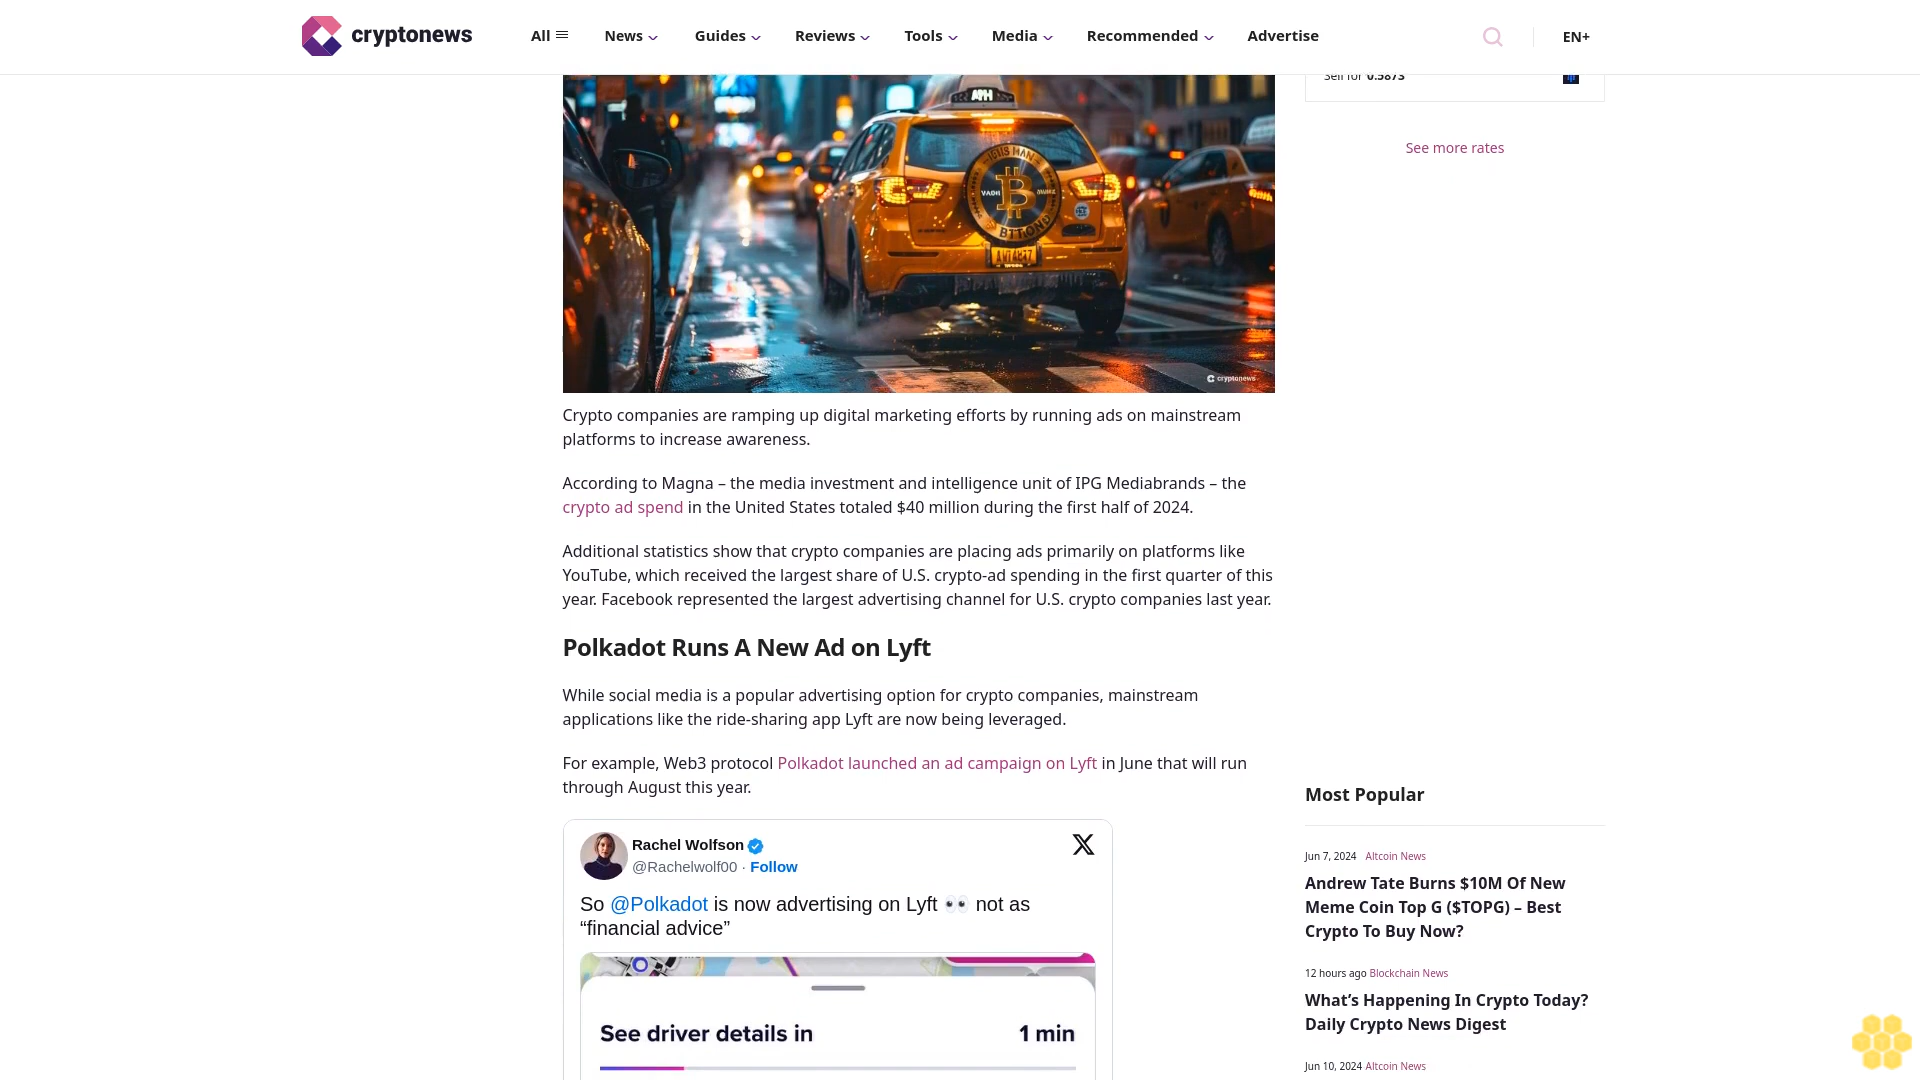 cryptonews
All
News
Guides
Reviews
Tools
Media
Recommended
Advertise
EN+
Sell for 0.5873
See more rates
cryptonews
Crypto companies are ramping up digital marketing efforts by running ads on mainstream
platforms to increase awareness.
According to Magna – the media investment and intelligence unit of IPG Mediabrands – the
crypto ad spend in the United States totaled $40 million during the first half of 2024.
Additional statistics show that crypto companies are placing ads primarily on platforms like
YouTube, which received the largest share of U.S. crypto-ad spending in the first quarter of this
year. Facebook represented the largest advertising channel for U.S. crypto companies last year.
Polkadot Runs A New Ad on Lyft
While social media is a popular advertising option for crypto companies, mainstream
applications like the ride-sharing app Lyft are now being leveraged.
For example, Web3 protocol Polkadot launched an ad campaign on Lyft in June that will run
through August this year.
Rachel Wolfson
@Rachelwolf00 · Follow
So @Polkadot is now advertising on Lyft 👀 not as
“financial advice”
See driver details in 1 min
Most Popular
Jun 7, 2024 Altcoin News
Andrew Tate Burns $10M Of New
Meme Coin Top G ($TOPG) – Best
Crypto To Buy Now?
12 hours ago Blockchain News
What’s Happening In Crypto Today?
Daily Crypto News Digest
Jun 10, 2024 Altcoin News